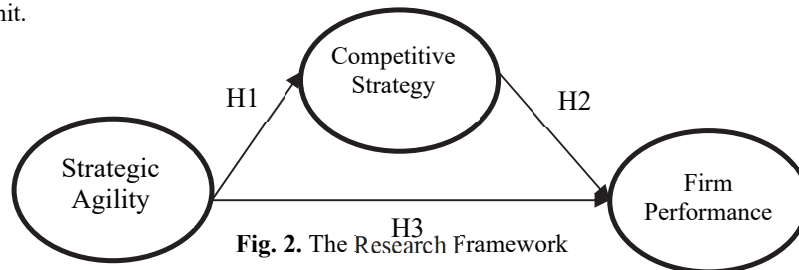 nit.
Competitive
Strategy
H1
H2
Strategic
Agility
Firm
Performance
H3
Fig. 2. The Research Framework